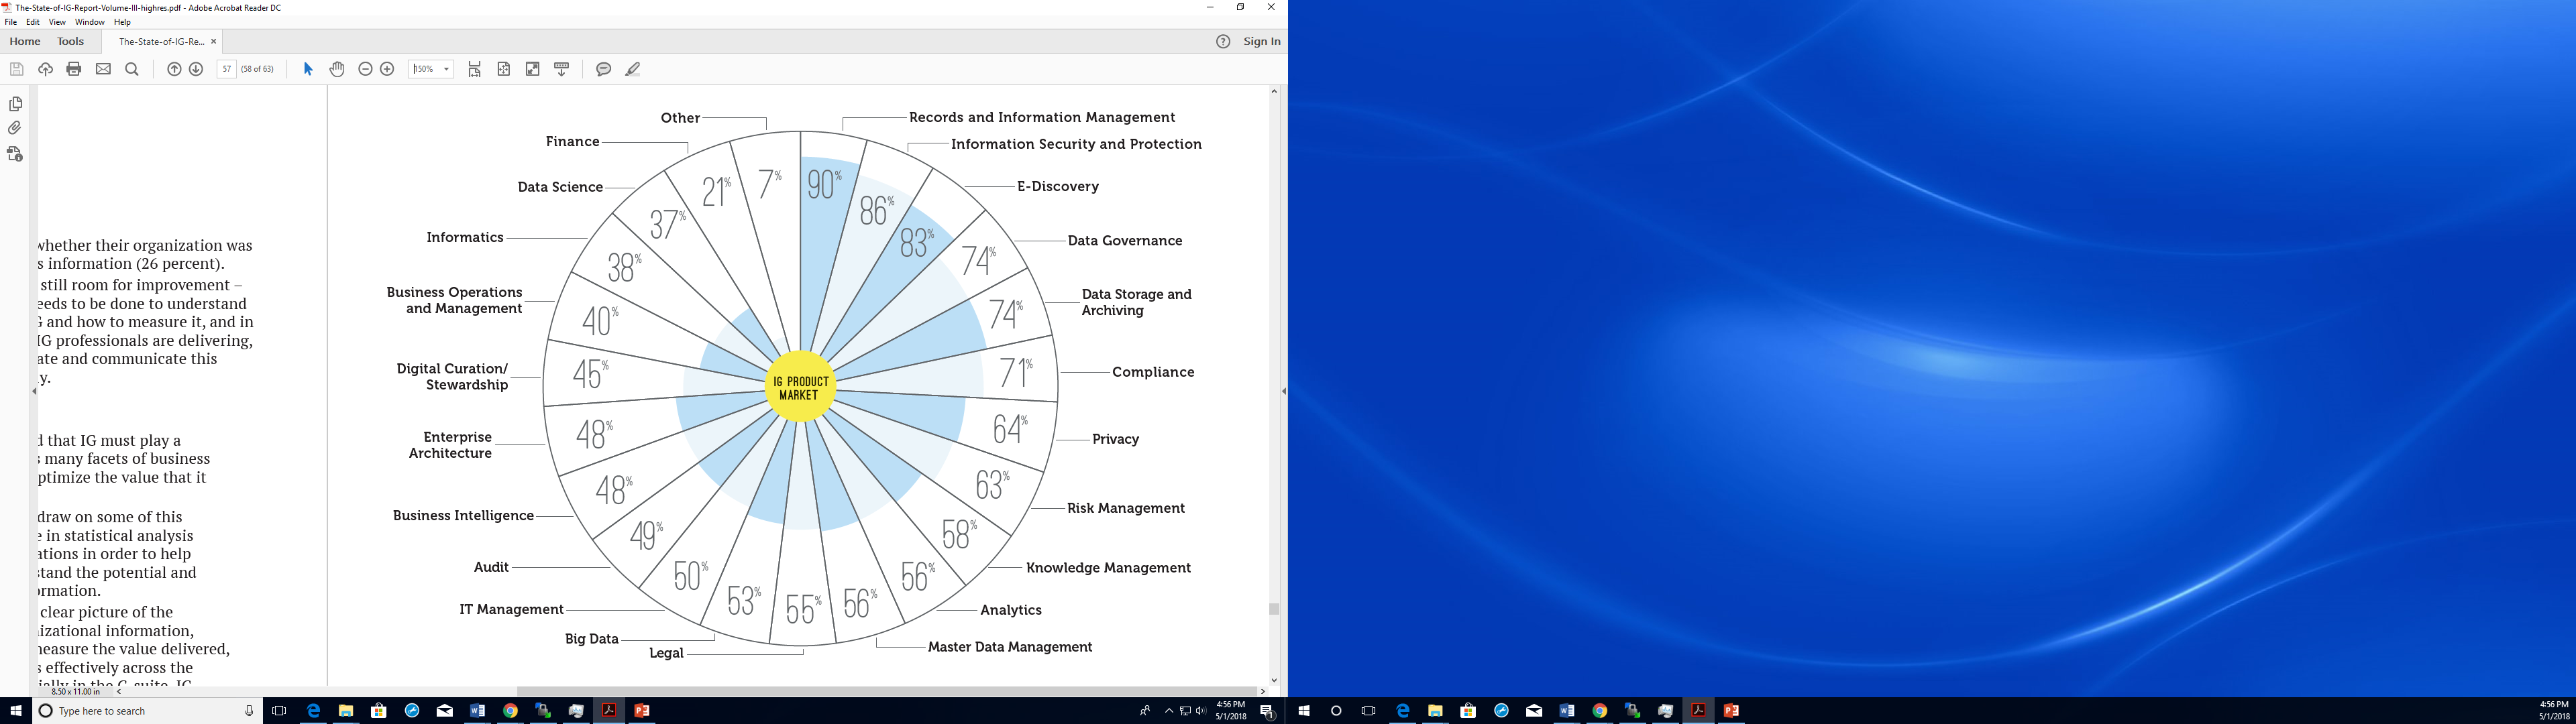 The-State-of-IG-Report-Volume-III-highres.pdf - Adobe Acrobat Reader DC
File Edit View Window Help
Home Tools The-State-of-IG-Re... × Sign In
57 (58 of 63) 150%
whether their organization was
s information (26 percent).
still room for improvement –
eeds to be done to understand
and how to measure it, and in
IG professionals are delivering,
ate and communicate this
y.
d that IG must play a
s many facets of business
optimize the value that it
draw on some of this
e in statistical analysis
ations in order to help
stand the potential and
ormation.
clear picture of the
nizational information,
measure the value delivered,
s effectively across the
Other
Finance
Data Science
Informatics
Business Operations
and Management
Digital Curation/
Stewardship
Enterprise
Architecture
Business Intelligence
Audit
IT Management
Big Data
Legal
Records and Information Management
Information Security and Protection
E-Discovery
Data Governance
Data Storage and
Archiving
Compliance
Privacy
Risk Management
Knowledge Management
Analytics
Master Data Management
90%
86%
83%
74%
74%
71%
64%
63%
58%
56%
56%
55%
53%
50%
49%
48%
48%
45%
40%
38%
37%
21%
7%
IG PRODUCT
MARKET
8.50 x 11.00 in
Type here to search
4:56 PM
5/1/2018
4:56 PM
5/1/2018